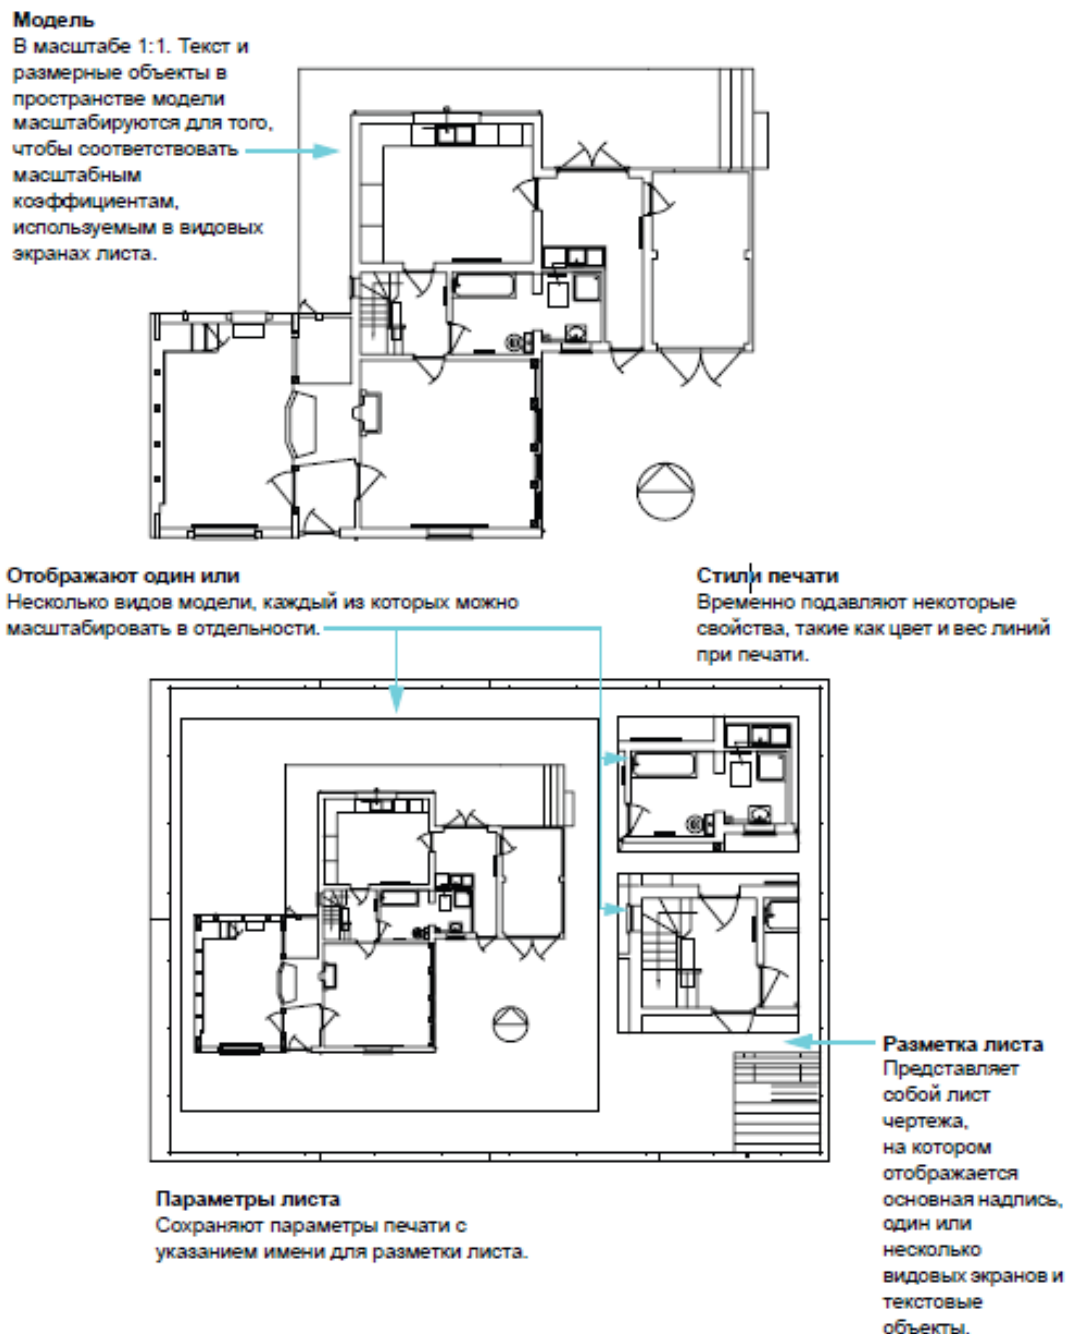 Модель
В масштабе 1:1. Текст и
размерные объекты в
пространстве модели
масштабируются для того,
чтобы соответствовать
масштабным
коэффициентам,
используемым в видовых
экранах листа.
Отображают один или
Несколько видов модели, каждый из которых можно
масштабировать в отдельности.
Стили печати
Временно подавляют некоторые
свойства, такие как цвет и вес линий
при печати.
Разметка листа
Представляет
собой лист
чертежа,
на котором
отображается
основная надпись,
один или
несколько
видовых экранов и
текстовые
объекты.
Параметры листа
Сохраняют параметры печати с
указанием имени для разметки листа.